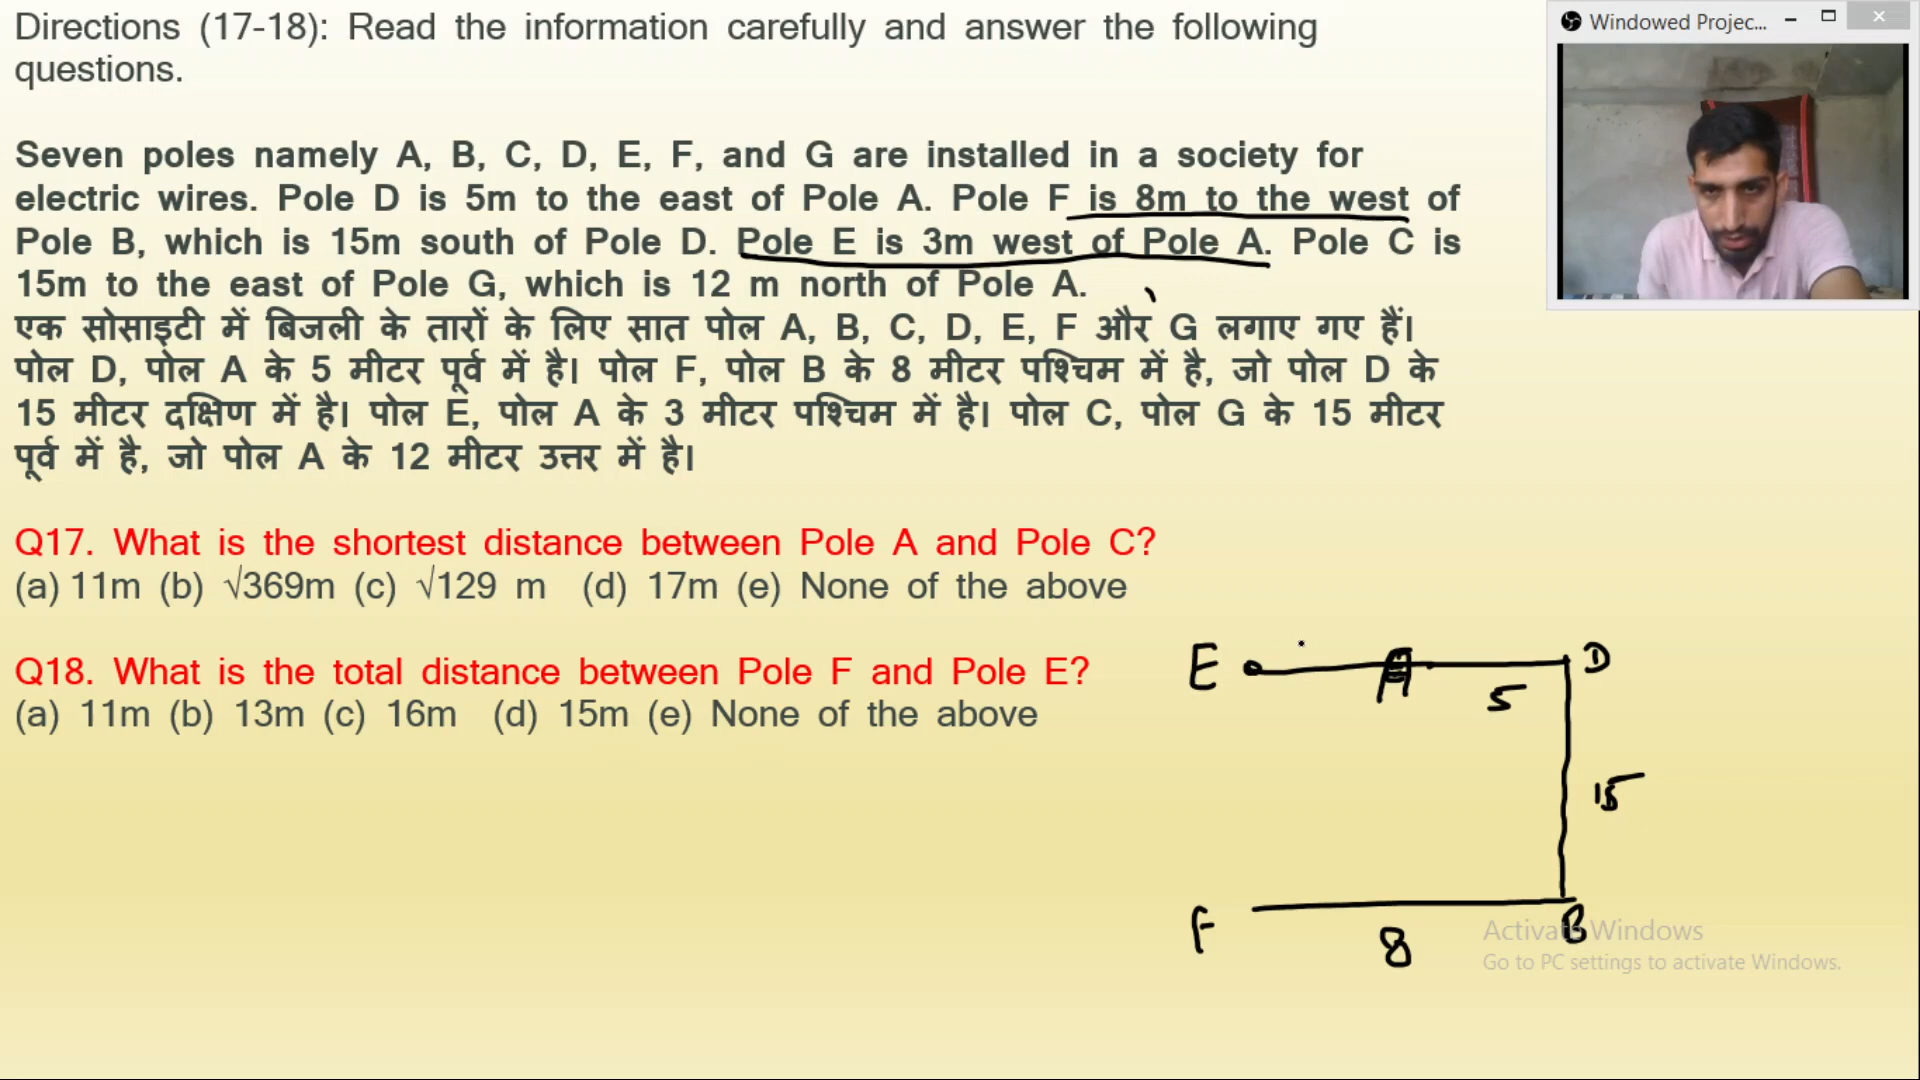 Directions (17-18): Read the information carefully and answer the following
questions.
Windowed Projec...
Seven poles namely A, B, C, D, E, F, and G are installed in a society for
electric wires. Pole D is 5m to the east of Pole A. Pole F is 8m to the west of
Pole B, which is 15m south of Pole D. Pole E is 3m west of Pole A. Pole C is
15m to the east of Pole G, which is 12 m north of Pole A.
एक सोसाइटी में बिजली के तारों के लिए सात पोल A, B, C, D, E, F और G लगाए गए हैं।
पोल D, पोल A के 5 मीटर पूर्व में है। पोल F, पोल B के 8 मीटर पश्चिम में है, जो पोल D के
15 मीटर दक्षिण में है। पोल E, पोल A के 3 मीटर पश्चिम में है। पोल C, पोल G के 15 मीटर
पूर्व में है, जो पोल A के 12 मीटर उत्तर में है।
Q17. What is the shortest distance between Pole A and Pole C?
(a) 11m (b) √369m (c) √129 m (d) 17m (e) None of the above
Q18. What is the total distance between Pole F and Pole E?
(a) 11m (b) 13m (c) 16m (d) 15m (e) None of the above
E A D
5
15
F 8 B
Activate Windows
Go to PC settings to activate Windows.